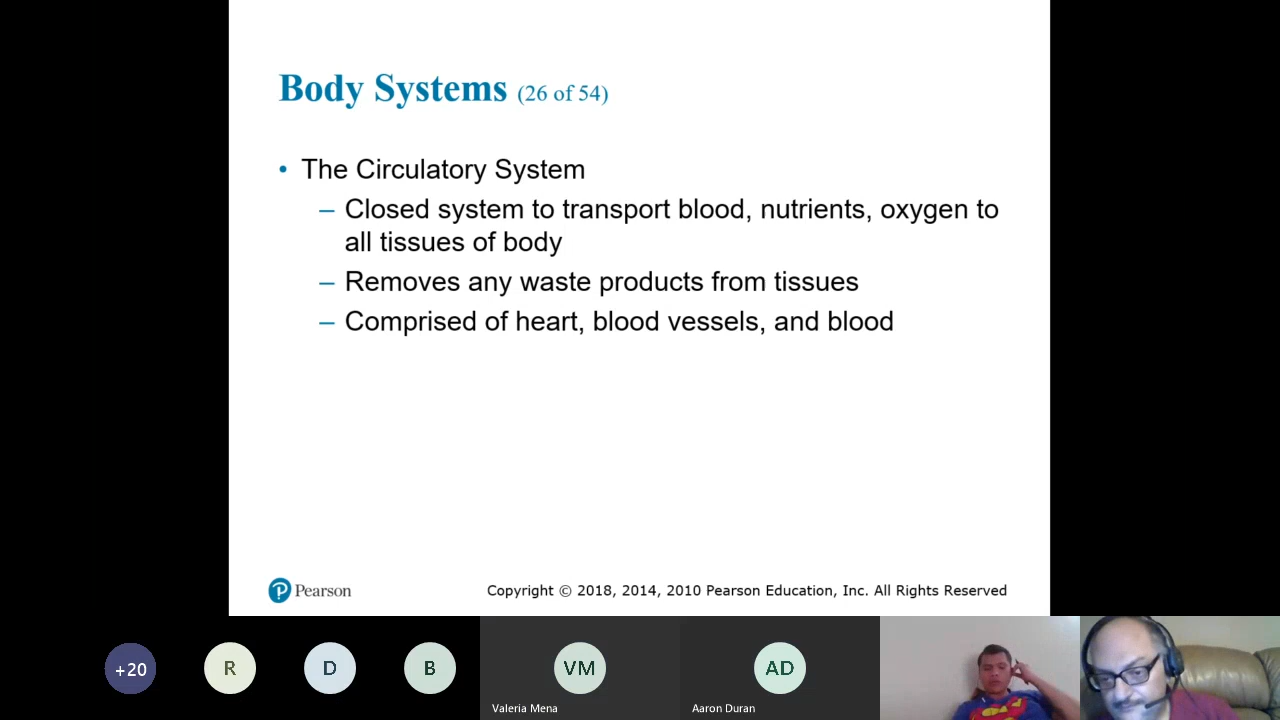 Body Systems (26 of 54)
• The Circulatory System
– Closed system to transport blood, nutrients, oxygen to
all tissues of body
– Removes any waste products from tissues
– Comprised of heart, blood vessels, and blood
Pearson
Copyright © 2018, 2014, 2010 Pearson Education, Inc. All Rights Reserved
+20
R
D
B
VM
AD
Valeria Mena
Aaron Duran